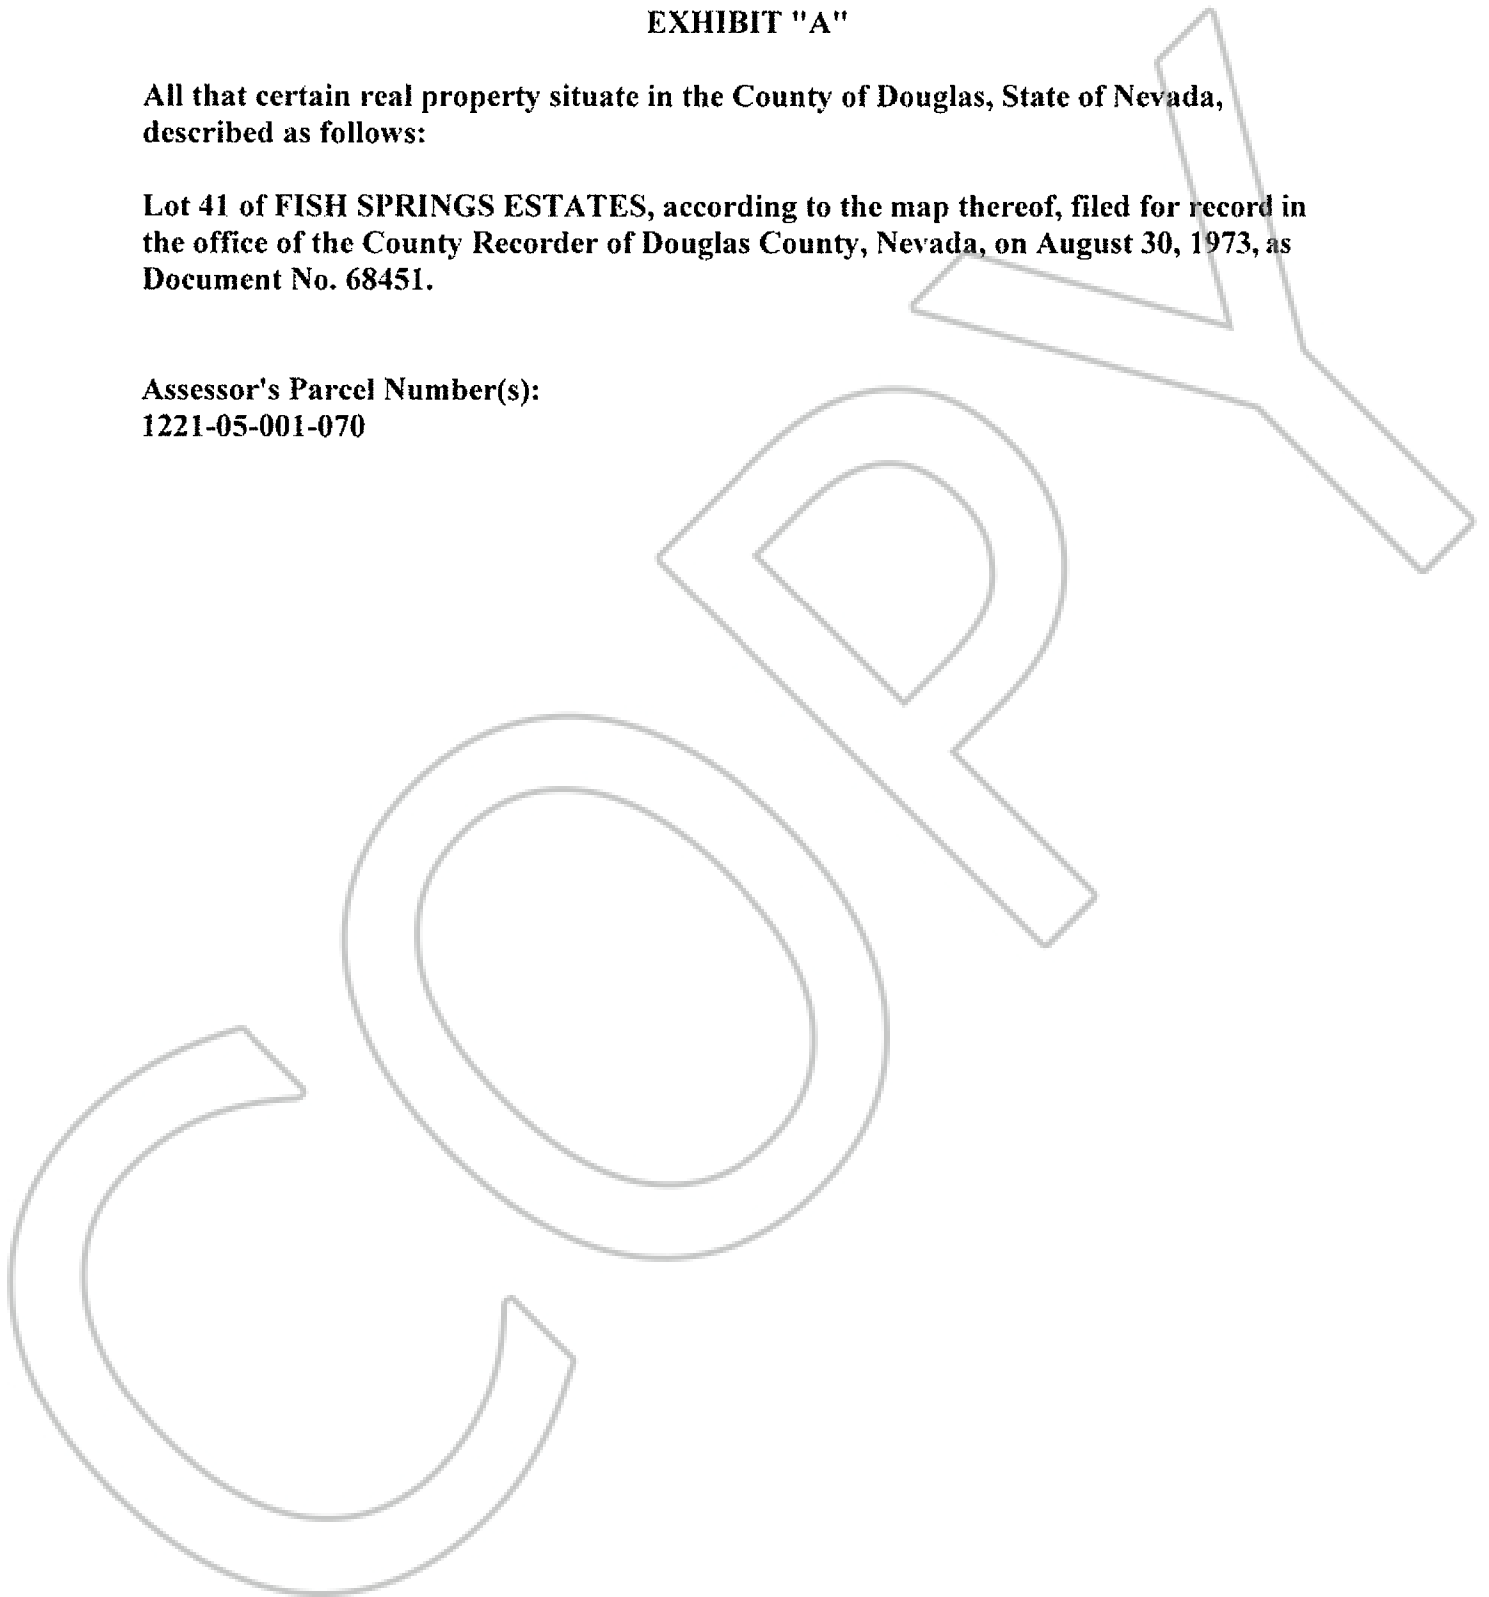 EXHIBIT "A"
All that certain real property situate in the County of Douglas, State of Nevada,
described as follows:
Lot 41 of FISH SPRINGS ESTATES, according to the map thereof, filed for record in
the office of the County Recorder of Douglas County, Nevada, on August 30, 1973, as
Document No. 68451.
Assessor's Parcel Number(s):
1221-05-001-070
COPY